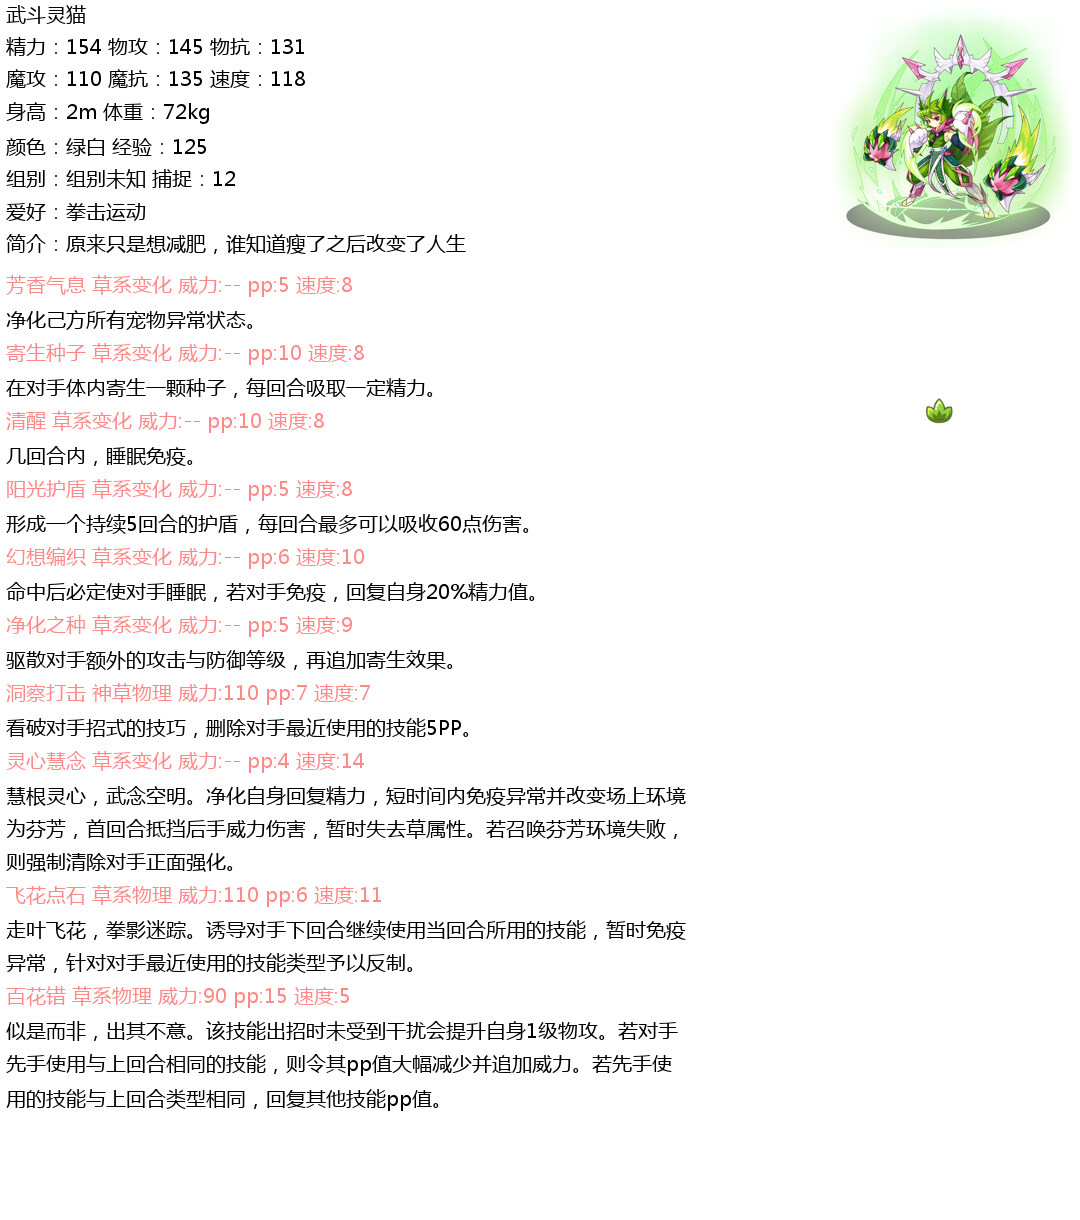 武斗灵猫
精力：154 物攻：145 物抗：131
魔攻：110 魔抗：135 速度：118
身高：2m 体重：72kg
颜色：绿白 经验：125
组别：组别未知 捕捉：12
爱好：拳击运动
简介：原来只是想减肥，谁知道瘦了之后改变了人生
芳香气息 草系变化 威力:-- pp:5 速度:8
净化己方所有宠物异常状态。
寄生种子 草系变化 威力:-- pp:10 速度:8
在对手体内寄生一颗种子，每回合吸取一定精力。
清醒 草系变化 威力:-- pp:10 速度:8
几回合内，睡眠免疫。
阳光护盾 草系变化 威力:-- pp:5 速度:8
形成一个持续5回合的护盾，每回合最多可以吸收60点伤害。
幻想编织 草系变化 威力:-- pp:6 速度:10
命中后必定使对手睡眠，若对手免疫，回复自身20%精力值。
净化之种 草系变化 威力:-- pp:5 速度:9
驱散对手额外的攻击与防御等级，再追加寄生效果。
洞察打击 神草物理 威力:110 pp:7 速度:7
看破对手招式的技巧，删除对手最近使用的技能5PP。
灵心慧念 草系变化 威力:-- pp:4 速度:14
慧根灵心，武念空明。净化自身回复精力，短时间内免疫异常并改变场上环境
为芬芳，首回合抵挡后手威力伤害，暂时失去草属性。若召唤芬芳环境失败，
则强制清除对手正面强化。
飞花点石 草系物理 威力:110 pp:6 速度:11
走叶飞花，拳影迷踪。诱导对手下回合继续使用当回合所用的技能，暂时免疫
异常，针对对手最近使用的技能类型予以反制。
百花错 草系物理 威力:90 pp:15 速度:5
似是而非，出其不意。该技能出招时未受到干扰会提升自身1级物攻。若对手
先手使用与上回合相同的技能，则令其pp值大幅减少并追加威力。若先手使
用的技能与上回合类型相同，回复其他技能pp值。